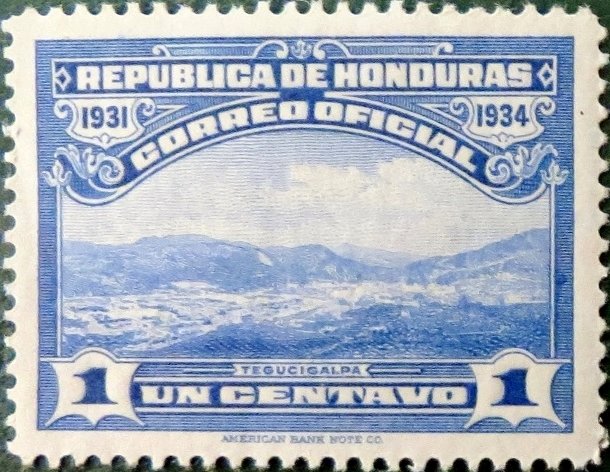 REPUBLICA DE HONDURAS
1931 1934
CORREO OFICIAL
TEGUCIGALPA
1 UN CENTAVO 1
AMERICAN BANK NOTE CO.